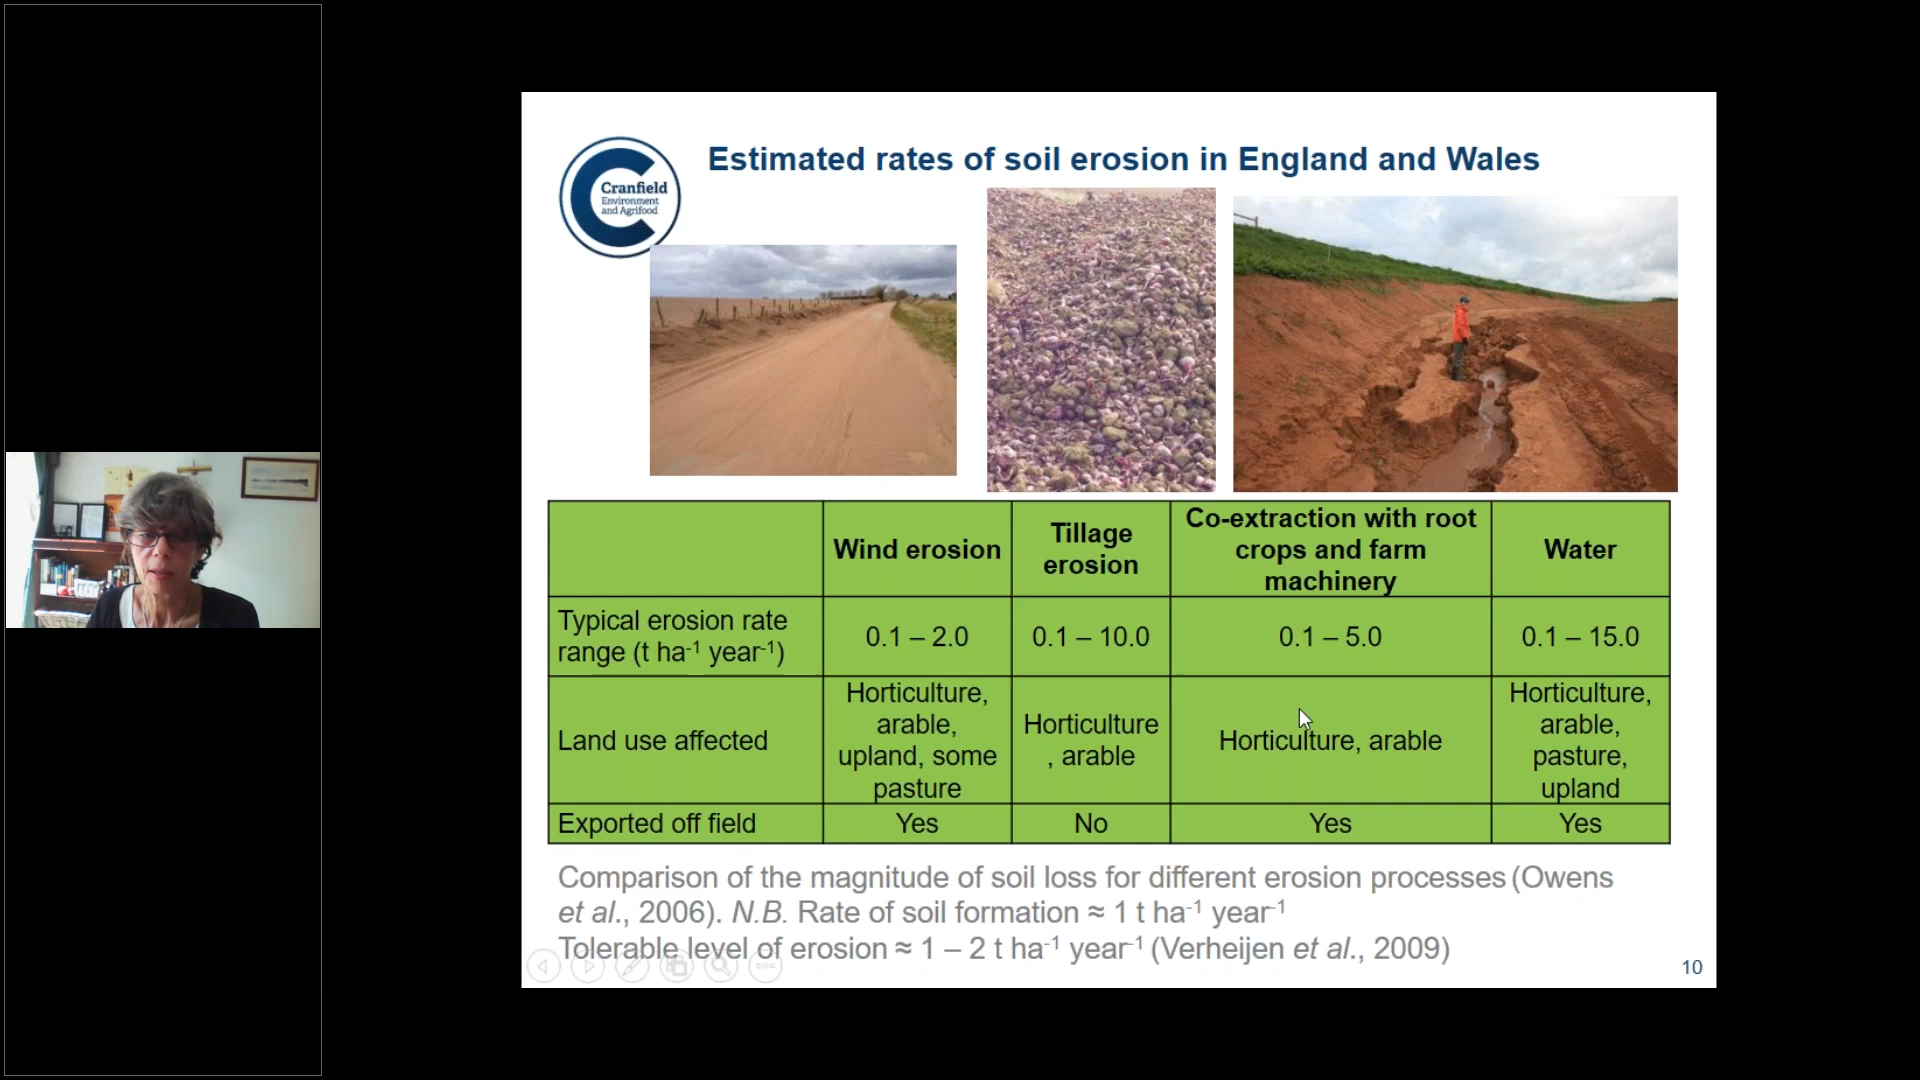 Cranfield
Environment
and Agrifood
Estimated rates of soil erosion in England and Wales
Wind erosion
Tillage
erosion
Co-extraction with root
crops and farm
machinery
Water
Typical erosion rate
range (t ha-1 year-1)
0.1 – 2.0
0.1 – 10.0
0.1 – 5.0
0.1 – 15.0
Land use affected
Horticulture,
arable,
upland, some
pasture
Horticulture
, arable
Horticulture, arable
Horticulture,
arable,
pasture,
upland
Exported off field
Yes
No
Yes
Yes
Comparison of the magnitude of soil loss for different erosion processes (Owens
et al., 2006). N.B. Rate of soil formation ≈ 1 t ha-1 year-1
Tolerable level of erosion ≈ 1 – 2 t ha-1 year-1 (Verheijen et al., 2009)
10